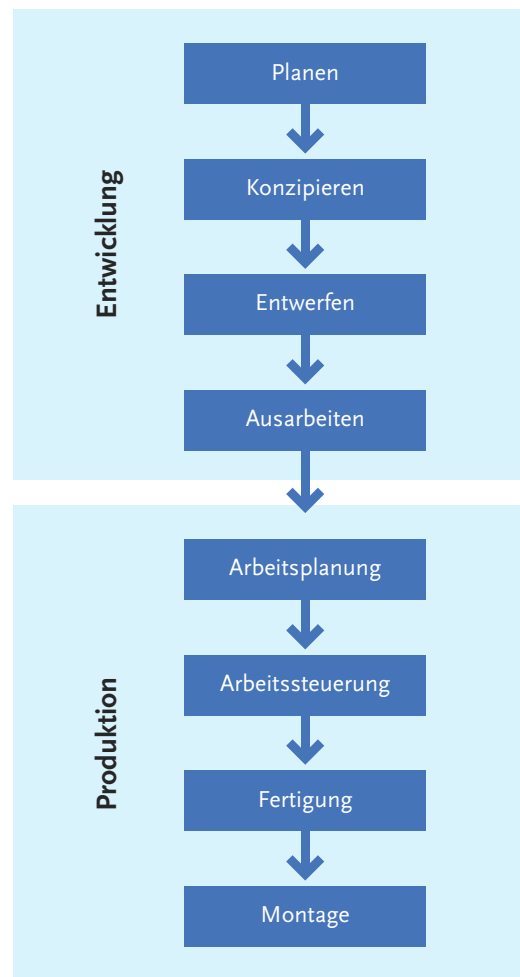 Entwicklung
Planen
Konzipieren
Entwerfen
Ausarbeiten
Produktion
Arbeitsplanung
Arbeitssteuerung
Fertigung
Montage